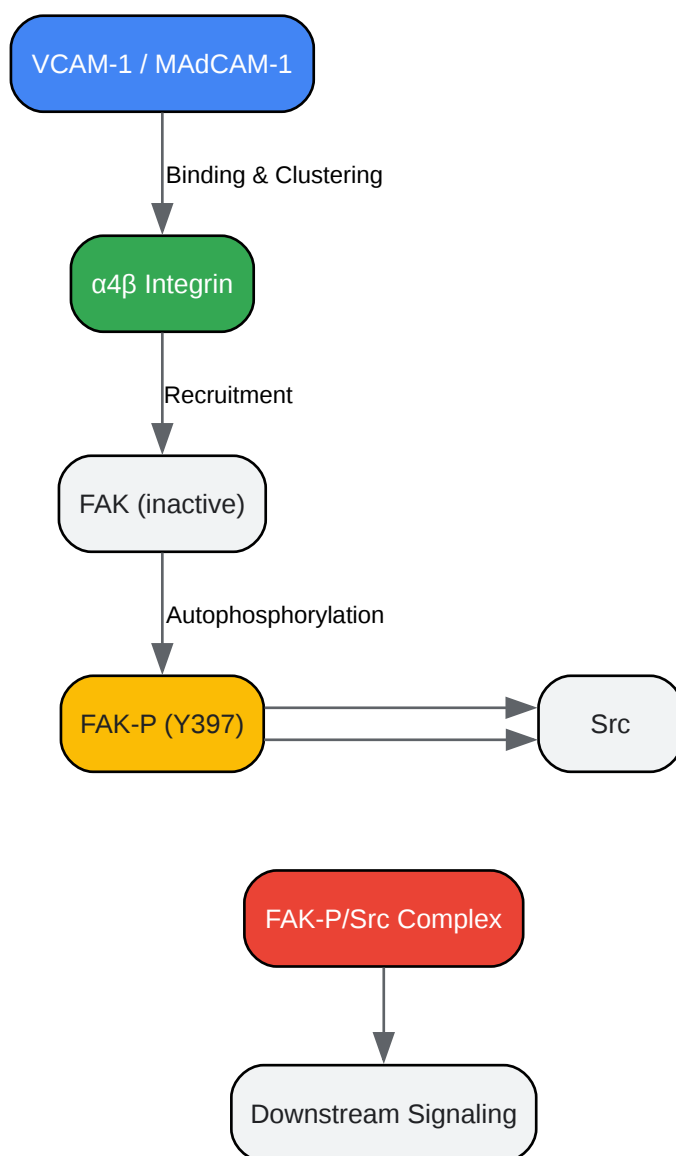 VCAM-1 / MAdCAM-1
Binding & Clustering
α4β Integrin
Recruitment
FAK (inactive)
Autophosphorylation
FAK-P (Y397)
Src
FAK-P/Src Complex
Downstream Signaling